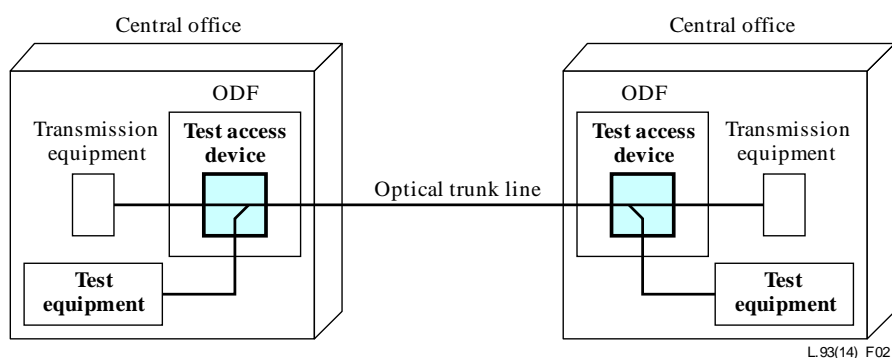 Central office
Central office
ODF
ODF
Transmission
equipment
Test access
device
Test access
device
Transmission
equipment
Optical trunk line
Test
equipment
Test
equipment
L.93(14)_F02